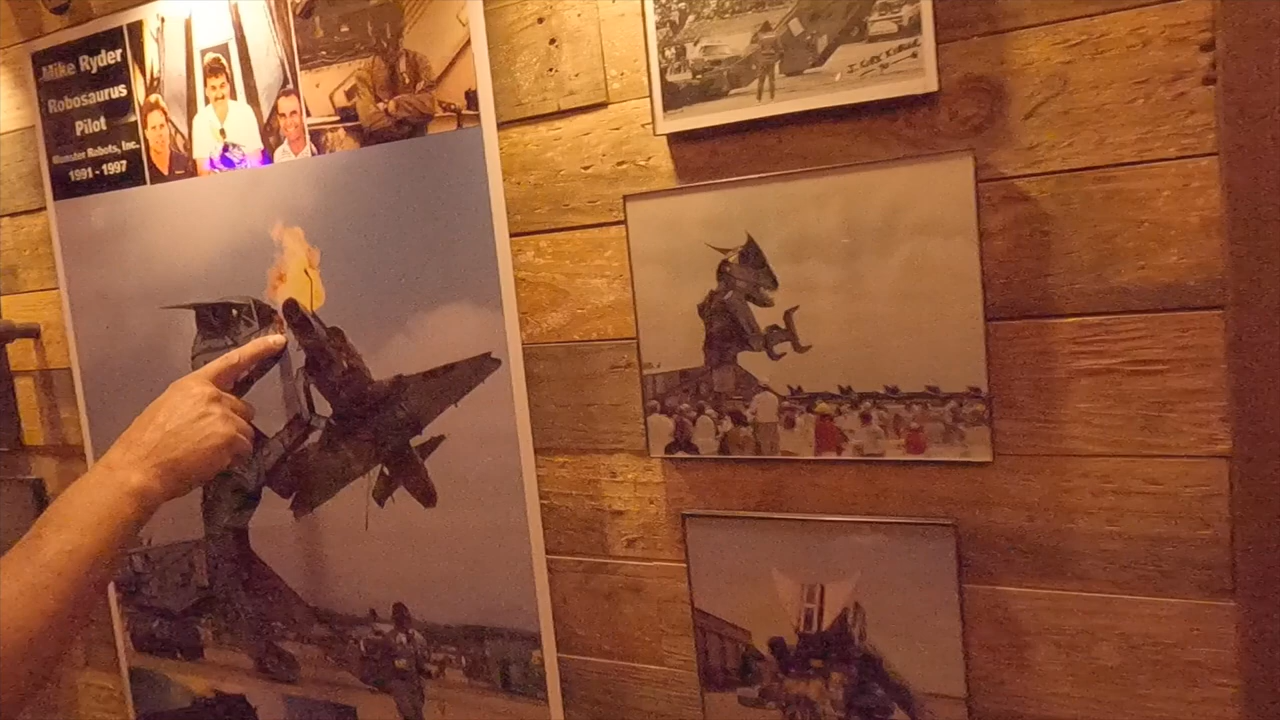 Mike Ryder
Robosaurus
Pilot
Monster Robots, Inc.
1991 - 1997